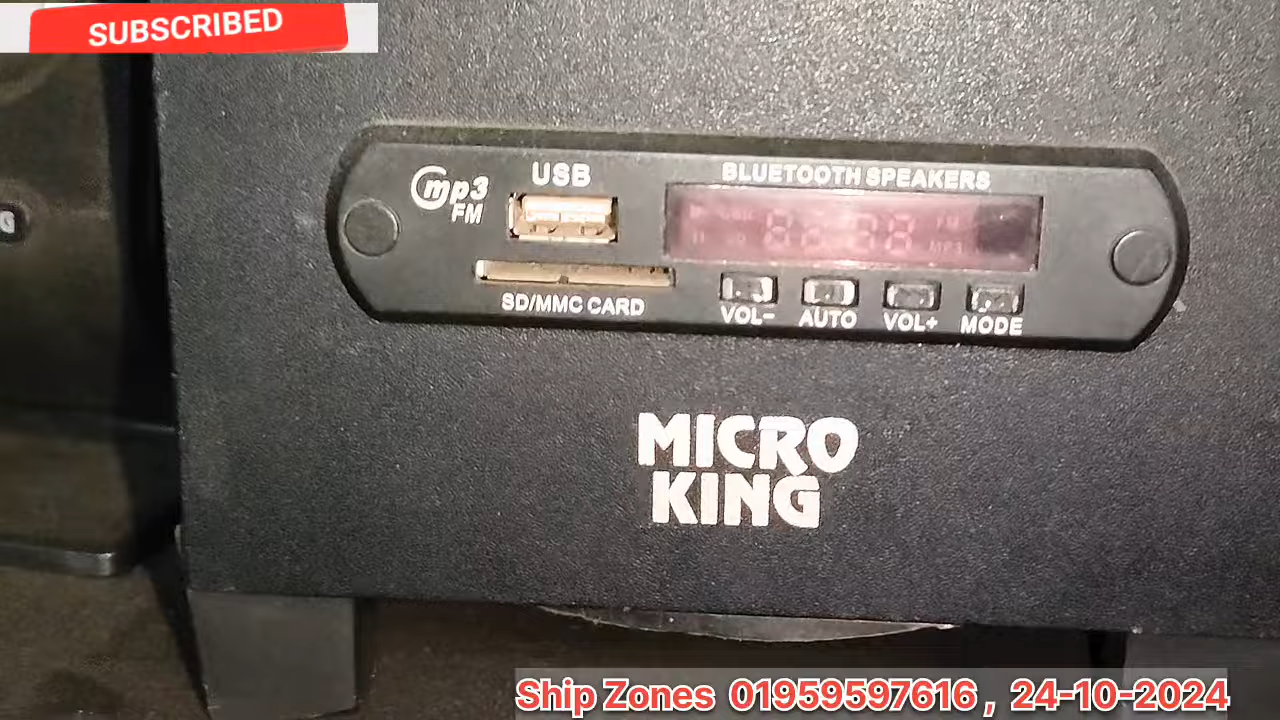 SUBSCRIBED
G
mp3
FM
USB
BLUETOOTH SPEAKERS
SD/MMC CARD
VOL-
AUTO
VOL+
MODE
MICRO
KING
Ship Zones 01959597616 , 24-10-2024